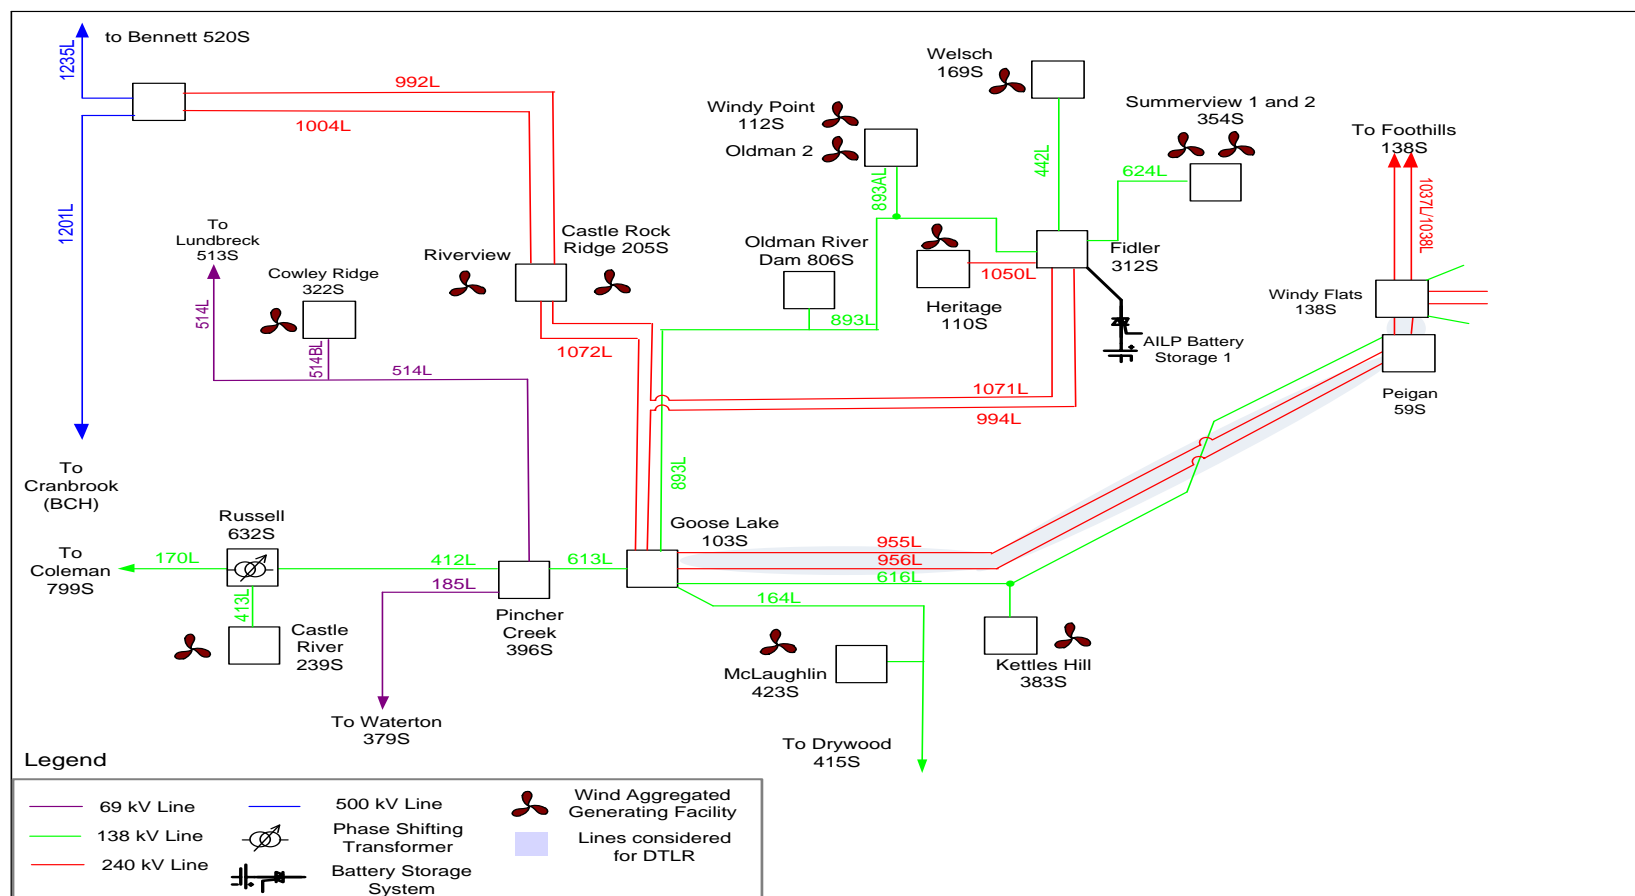 to Bennett 520S
1235L
992L
1004L
1201L
Welsch
169S
Summerview 1 and 2
354S
Windy Point
112S
Oldman 2
442L
624L
893AL
To Foothills
138S
1037L/1038L
To
Lundbreck
513S
Cowley Ridge
322S
514L
514BL
514L
Riverview
Castle Rock
Ridge 205S
1072L
Oldman River
Dam 806S
893L
1050L
Heritage
110S
Fidler
312S
AILP Battery
Storage 1
Windy Flats
138S
Peigan
59S
1071L
994L
893L
To
Cranbrook
(BCH)
Russell
632S
Goose Lake
103S
To
Coleman
799S
170L
412L
613L
185L
413L
955L
956L
616L
164L
Castle
River
239S
Pincher
Creek
396S
McLaughlin
423S
Kettles Hill
383S
To Waterton
379S
To Drywood
415S
Legend
69 kV Line
138 kV Line
240 kV Line
500 kV Line
Phase Shifting
Transformer
Battery Storage
System
Wind Aggregated
Generating Facility
Lines considered
for DTLR